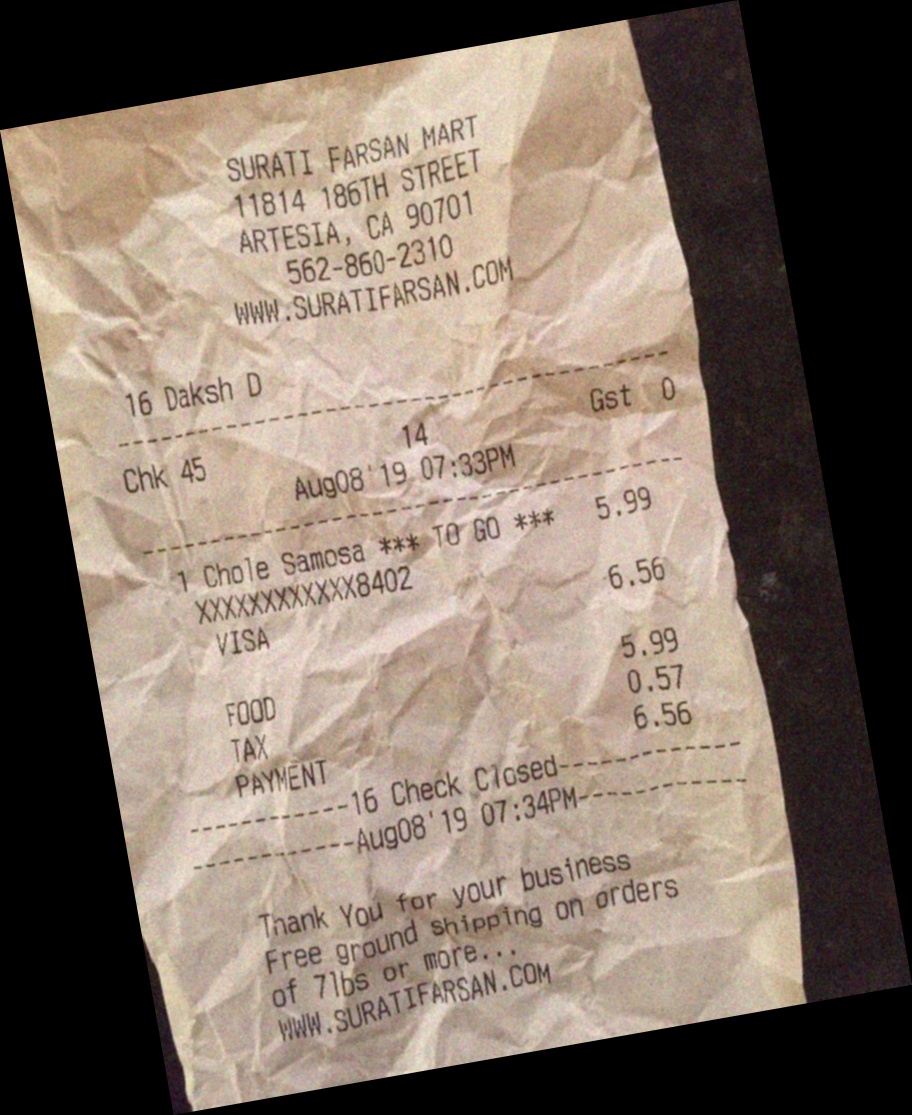 SURATI FARSAN MART
11814 186TH STREET
ARTESIA, CA 90701
562-860-2310
WWW.SURATIFARSAN.COM
16 Daksh D
--------------------------------------
Chk 45 14 Gst 0
Aug08'19 07:33PM
--------------------------------------
1 Chole Samosa *** TO GO *** 5.99
XXXXXXXXXXXX8402
VISA 6.56
FOOD 5.99
TAX 0.57
PAYMENT 6.56
-----------16 Check Closed------------
-----------Aug08'19 07:34PM-----------
Thank You for your business
Free ground shipping on orders
of 7lbs or more...
WWW.SURATIFARSAN.COM